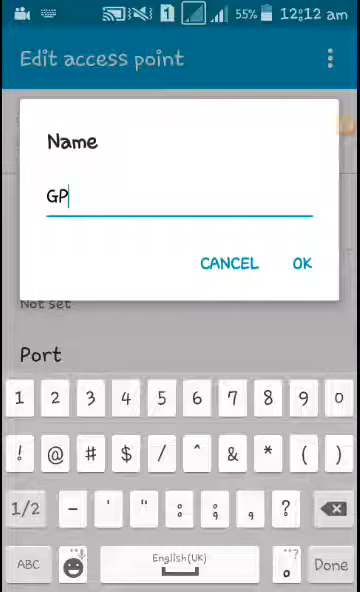 1 55% 12:12 am
Edit access point
Name
GP
CANCEL OK
Not set
Port
1 2 3 4 5 6 7 8 9 0
! @ # $ / ^ & * ( )
1/2 - ' " : ; , ?
ABC English(UK) . Done